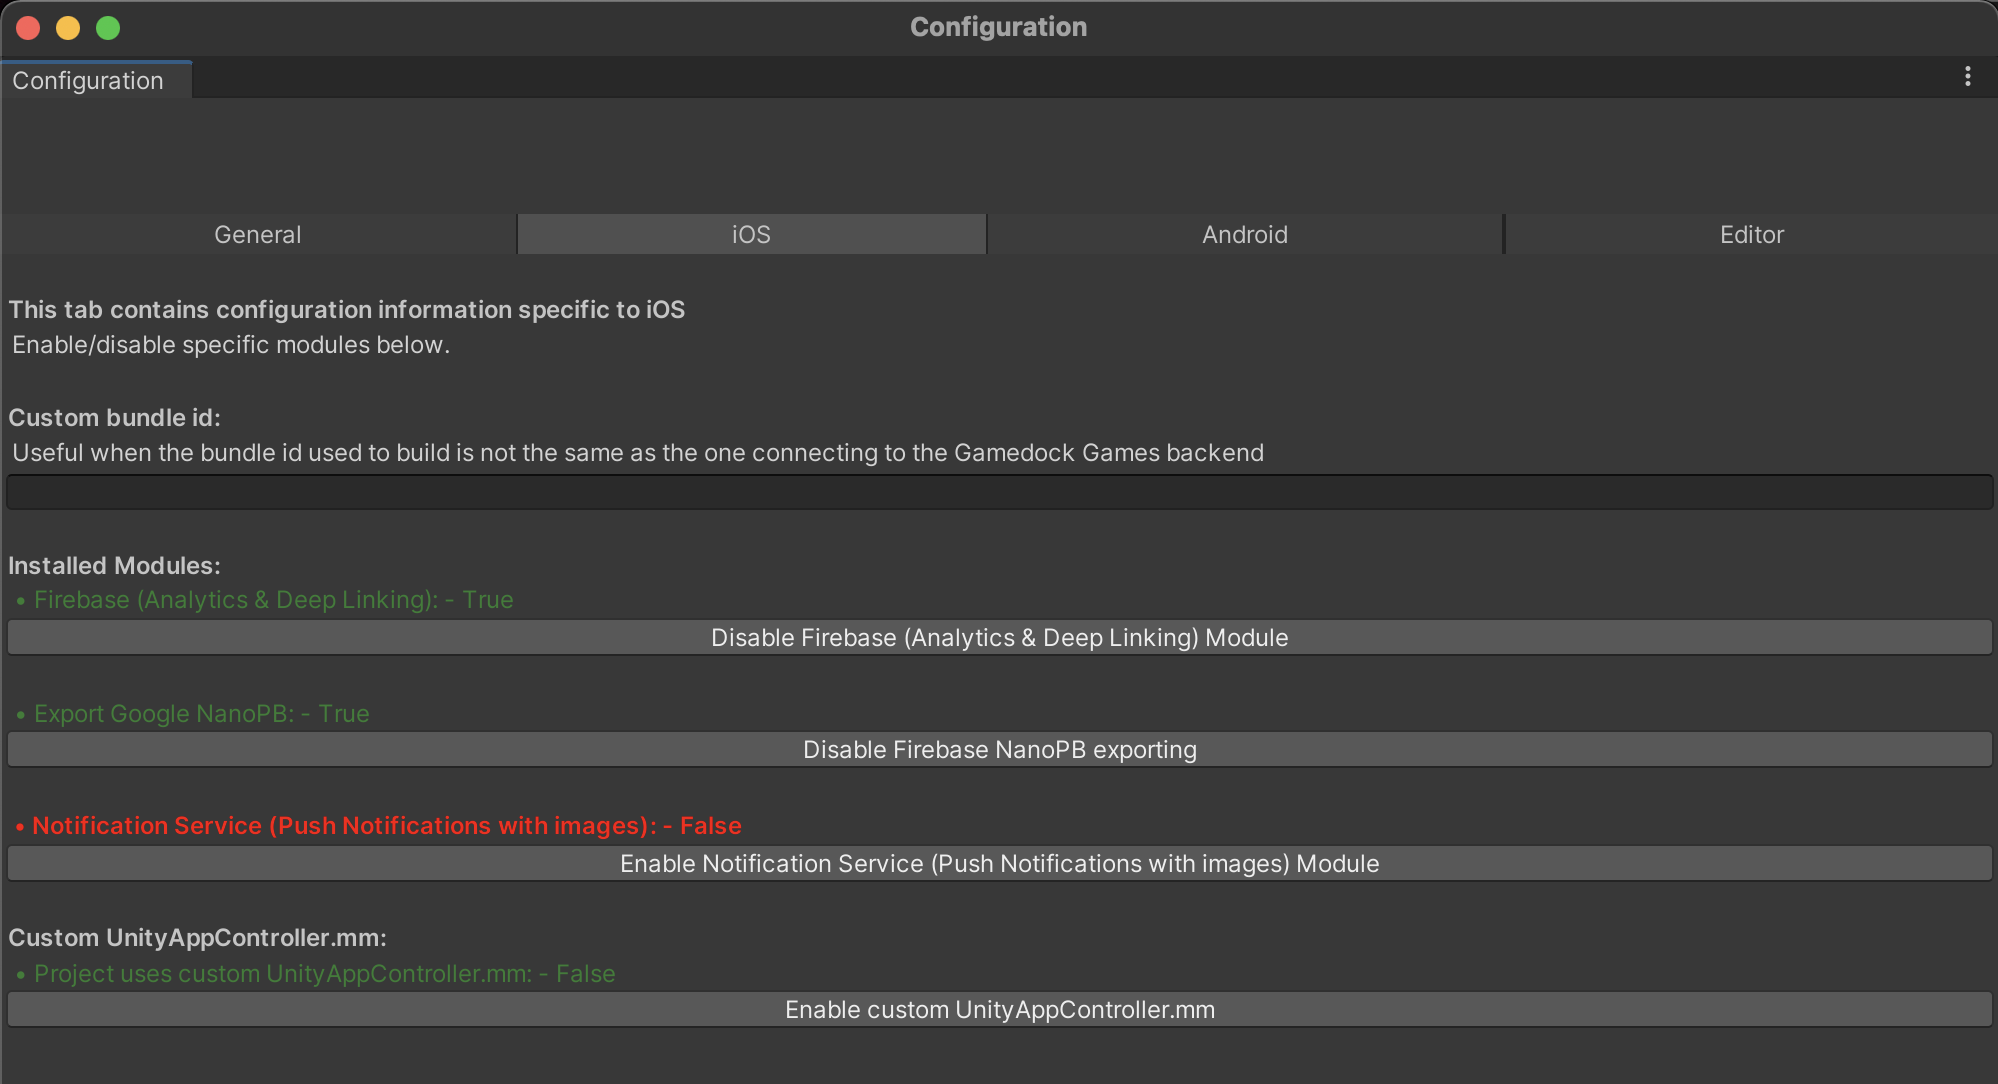 Configuration
Configuration
General
iOS
Android
Editor
This tab contains configuration information specific to iOS
Enable/disable specific modules below.
Custom bundle id:
Useful when the bundle id used to build is not the same as the one connecting to the Gamedock Games backend
Installed Modules:
• Firebase (Analytics & Deep Linking): - True
Disable Firebase (Analytics & Deep Linking) Module
• Export Google NanoPB: - True
Disable Firebase NanoPB exporting
• Notification Service (Push Notifications with images): - False
Enable Notification Service (Push Notifications with images) Module
Custom UnityAppController.mm:
• Project uses custom UnityAppController.mm: - False
Enable custom UnityAppController.mm